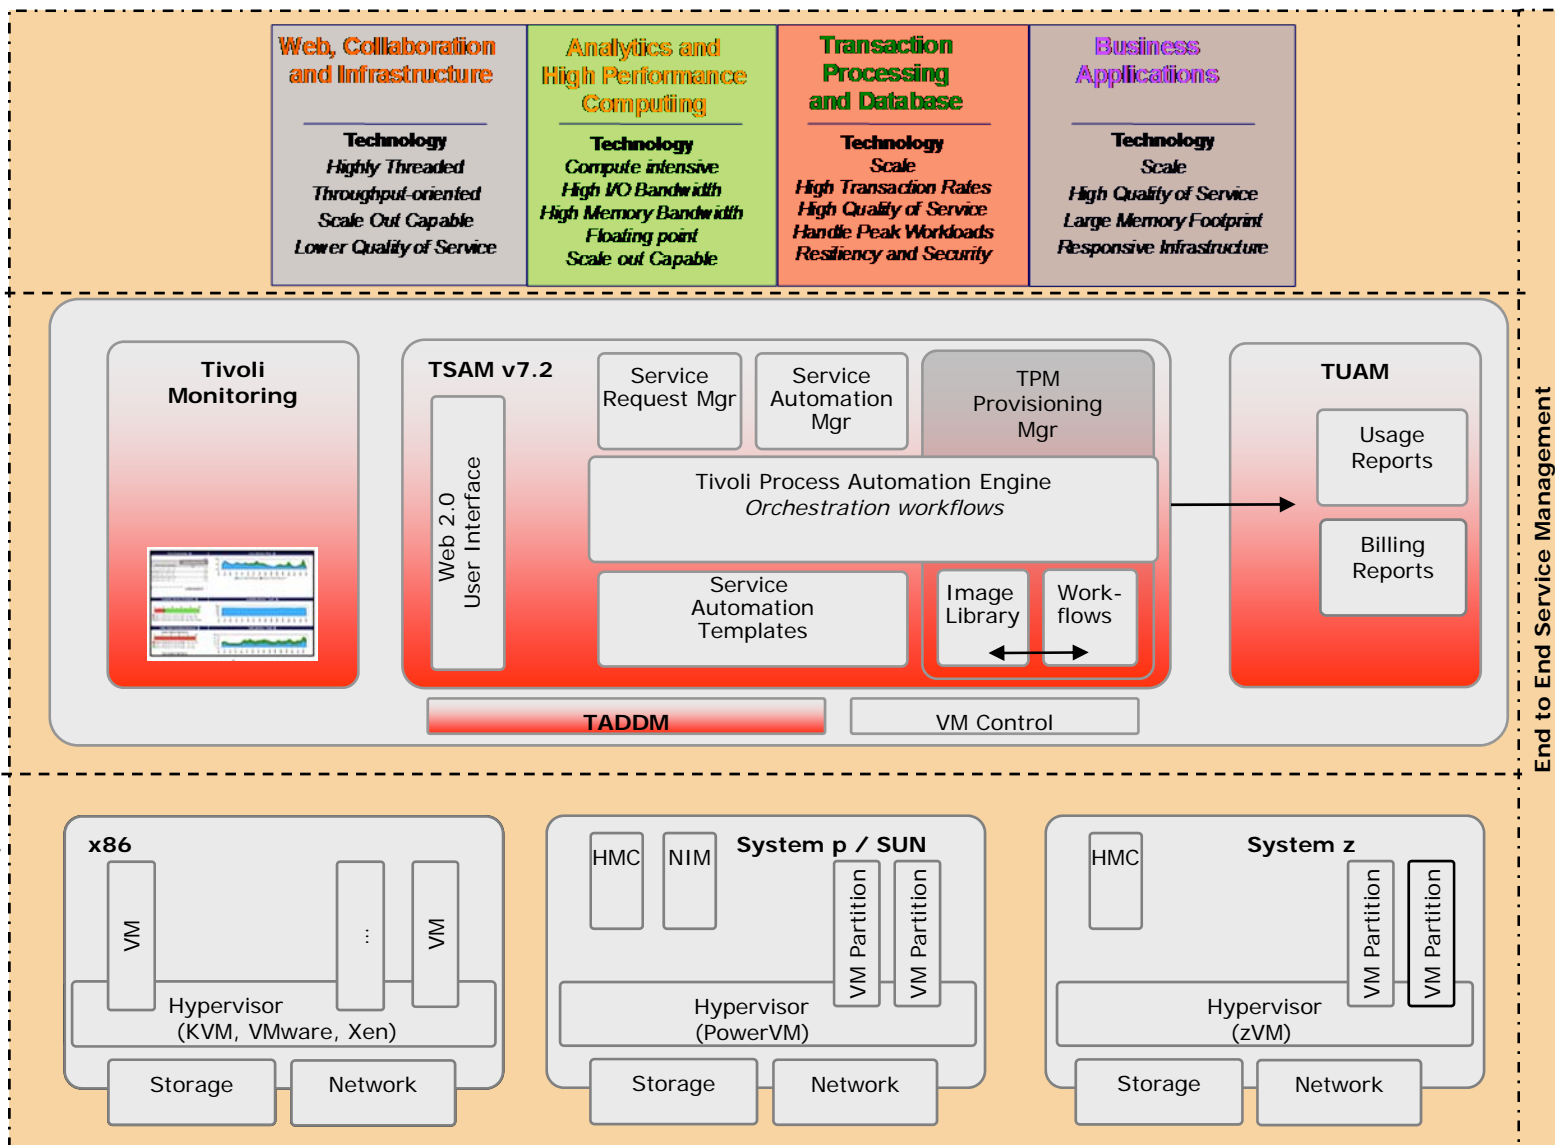 Web, Collaboration
and Infrastructure
Technology
Highly Threaded
Throughput-oriented
Scale Out Capable
Lower Quality of Service
Analytics and
High Performance
Computing
Technology
Compute intensive
High I/O Bandwidth
High Memory Bandwidth
Floating point
Scale out Capable
Transaction
Processing
and Database
Technology
Scale
High Transaction Rates
High Quality of Service
Handle Peak Workloads
Resiliency and Security
Business
Applications
Technology
Scale
High Quality of Service
Large Memory Footprint
Responsive Infrastructure
Tivoli
Monitoring
TSAM v7.2
Web 2.0
User Interface
Service
Request Mgr
Service
Automation
Mgr
TPM
Provisioning
Mgr
Tivoli Process Automation Engine
Orchestration workflows
Service
Automation
Templates
Image
Library
Work-
flows
TUAM
Usage
Reports
Billing
Reports
TADDM
VM Control
End to End Service Management
x86
VM
...
VM
Hypervisor
(KVM, VMware, Xen)
Storage
Network
HMC
NIM
System p / SUN
VM Partition
VM Partition
Hypervisor
(PowerVM)
Storage
Network
HMC
System z
VM Partition
VM Partition
Hypervisor
(zVM)
Storage
Network